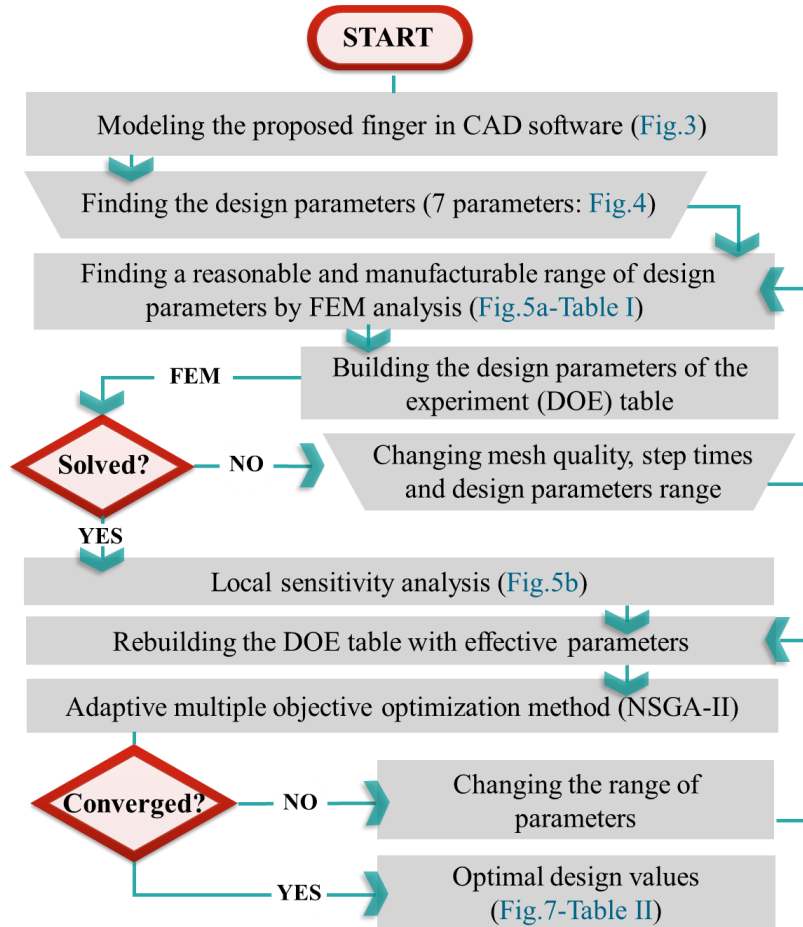 START
Modeling the proposed finger in CAD software (Fig.3)
Finding the design parameters (7 parameters: Fig.4)
Finding a reasonable and manufacturable range of design
parameters by FEM analysis (Fig.5a-Table I)
Building the design parameters of the
experiment (DOE) table
FEM
Solved?
NO
Changing mesh quality, step times
and design parameters range
YES
Local sensitivity analysis (Fig.5b)
Rebuilding the DOE table with effective parameters
Adaptive multiple objective optimization method (NSGA-II)
Converged?
NO
Changing the range of
parameters
YES
Optimal design values
(Fig.7-Table II)